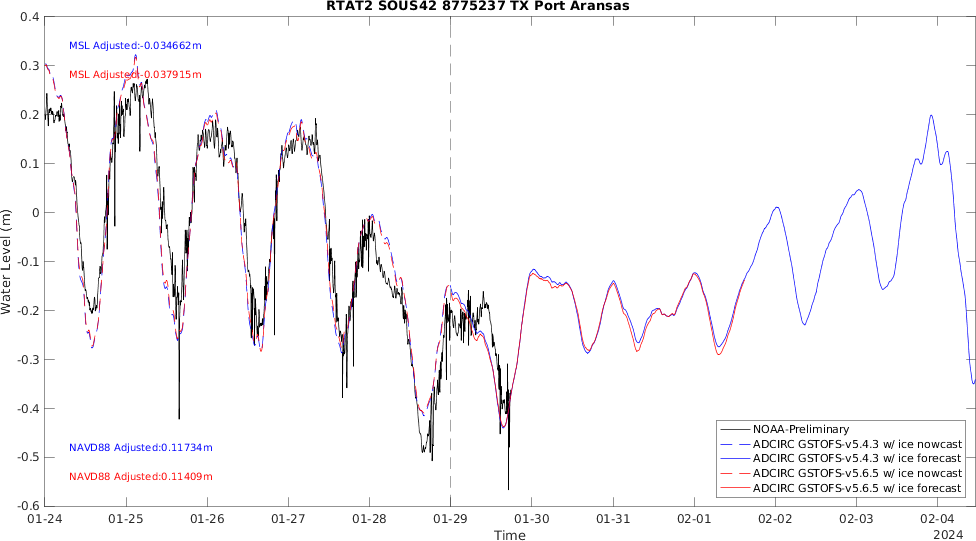 RTAT2 SOUS42 8775237 TX Port Aransas
0.4
0.3
0.2
0.1
0
-0.1
-0.2
-0.3
-0.4
-0.5
-0.6
Water Level (m)
MSL Adjusted:-0.034662m
MSL Adjusted:-0.037915m
NAVD88 Adjusted:0.11734m
NAVD88 Adjusted:0.11409m
NOAA-Preliminary
ADCIRC GSTOFS-v5.4.3 w/ ice nowcast
ADCIRC GSTOFS-v5.4.3 w/ ice forecast
ADCIRC GSTOFS-v5.6.5 w/ ice nowcast
ADCIRC GSTOFS-v5.6.5 w/ ice forecast
01-24 01-25 01-26 01-27 01-28 01-29 01-30 01-31 02-01 02-02 02-03 02-04
Time
2024